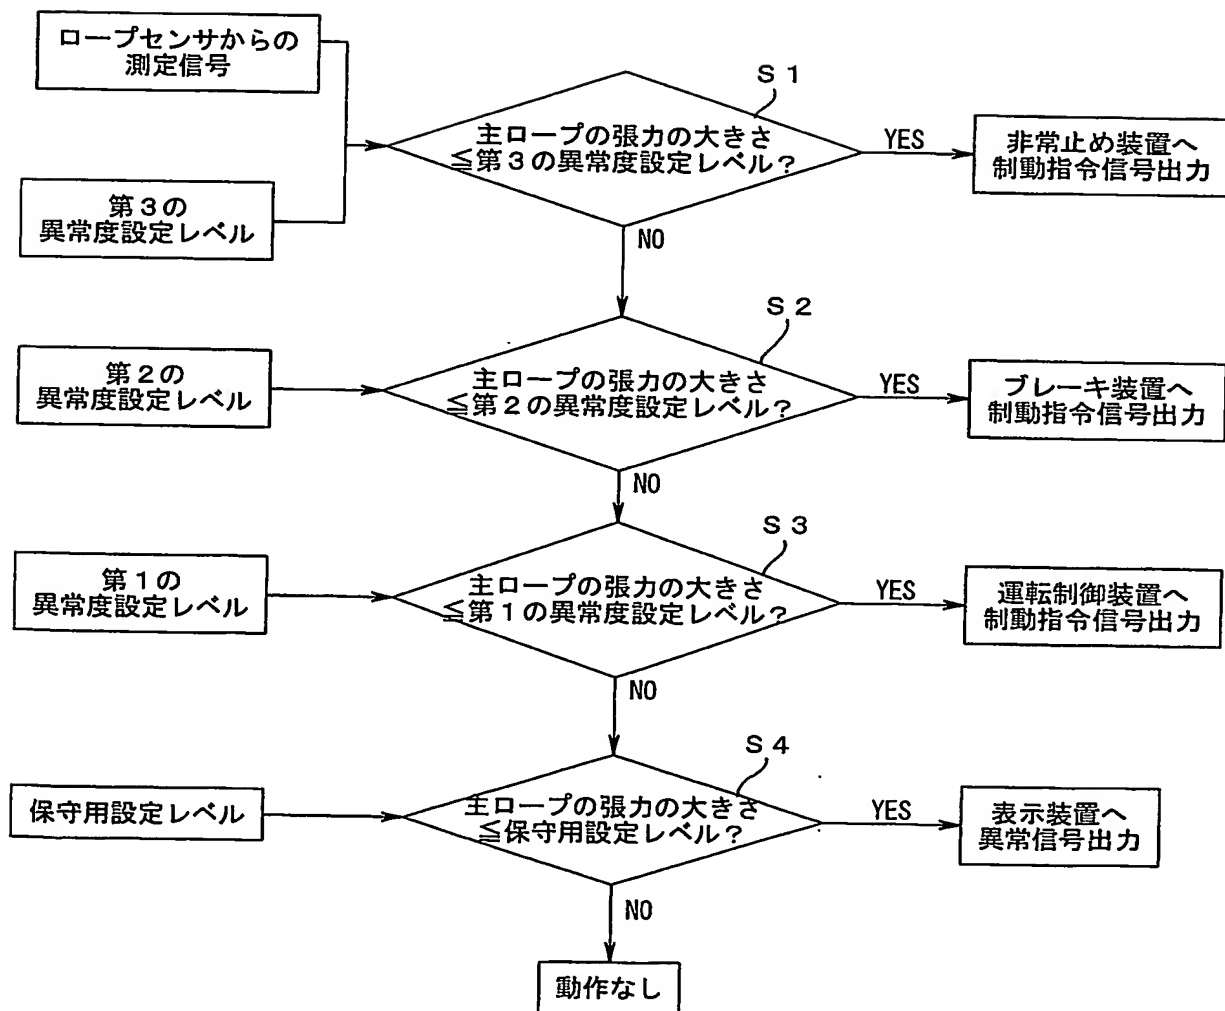 ロープセンサからの
測定信号
S 1
主ロープの張力の大きさ
≦第3の異常度設定レベル?
YES
非常止め装置へ
制動指令信号出力
第3の
異常度設定レベル
NO
S 2
第2の
異常度設定レベル
主ロープの張力の大きさ
≦第2の異常度設定レベル?
YES
ブレーキ装置へ
制動指令信号出力
NO
S 3
第1の
異常度設定レベル
主ロープの張力の大きさ
≦第1の異常度設定レベル?
YES
運転制御装置へ
制動指令信号出力
NO
S 4
保守用設定レベル
主ロープの張力の大きさ
≦保守用設定レベル?
YES
表示装置へ
異常信号出力
NO
動作なし